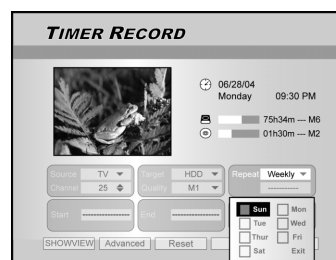 TIMER RECORD
06/28/04
Monday 09:30 PM
75h34m --- M6
01h30m --- M2
Source TV Target HDD Repeat Weekly
Channel 25 Quality M1 -----------
Start --------------- End ---------------
Sun Mon
Tue Wed
Thur Fri
Sat Exit
SHOWVIEW Advanced Reset